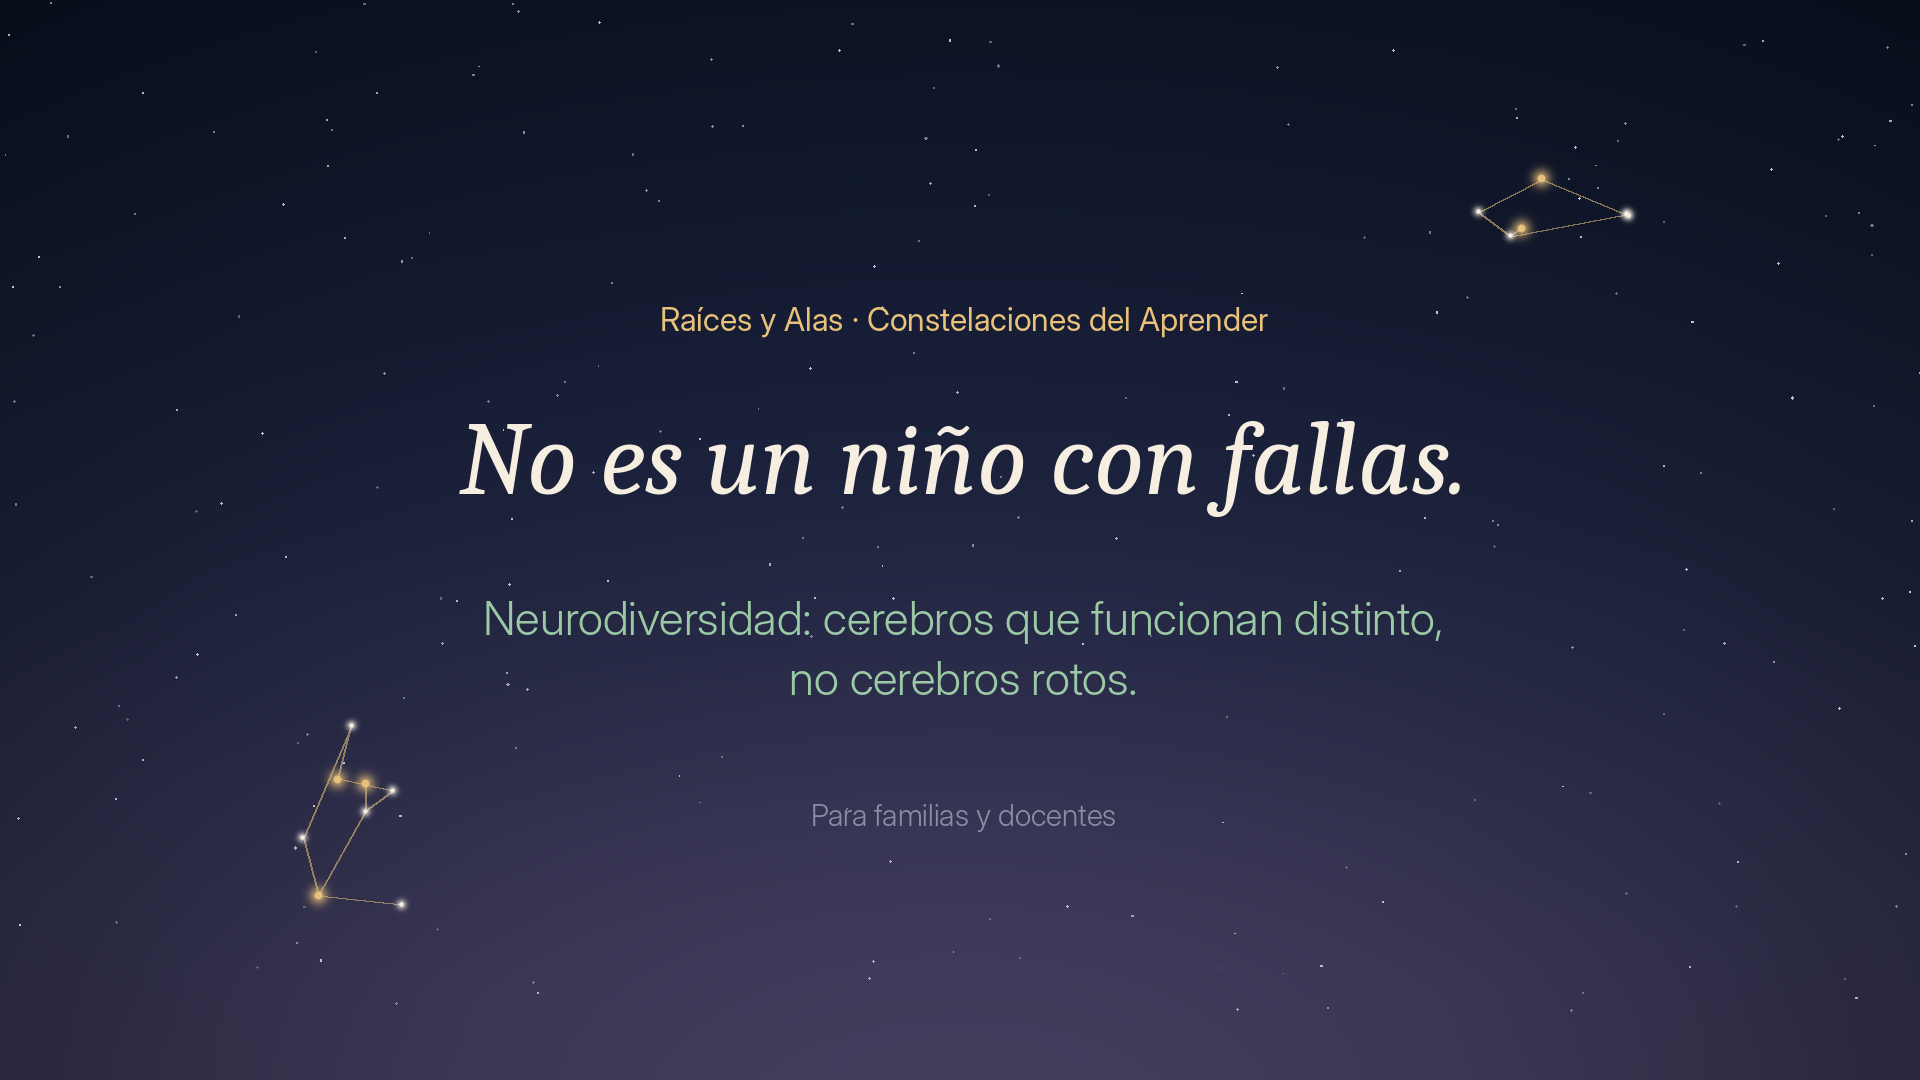 Raíces y Alas · Constelaciones del Aprender
No es un niño con fallas.
Neurodiversidad: cerebros que funcionan distinto,
no cerebros rotos.
Para familias y docentes